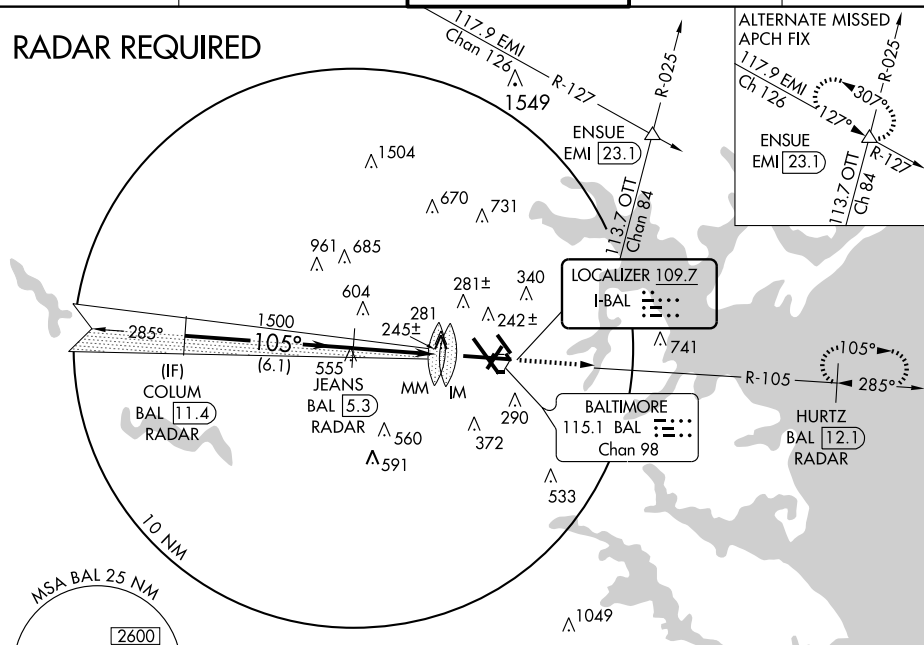 RADAR REQUIRED
117.9 EMI
Chan 126
R-127
R-025
1549
ENSUE
EMI 23.1
113.7 OTT
Chan 84
ALTERNATE MISSED
APCH FIX
117.9 EMI
Ch 126
127°
307°
R-025
R-127
ENSUE
EMI 23.1
113.7 OTT
Ch 84
1504
670
731
961
685
604
281±
340
281
245±
242±
LOCALIZER 109.7
I-BAL
741
285°
1500
105°
(6.1)
555
MM
IM
(IF)
COLUM
BAL 11.4
RADAR
JEANS
BAL 5.3
RADAR
R-105
105°
285°
HURTZ
BAL 12.1
RADAR
290
BALTIMORE
115.1 BAL
Chan 98
560
591
372
533
10 NM
1049
MSA BAL 25 NM
2600